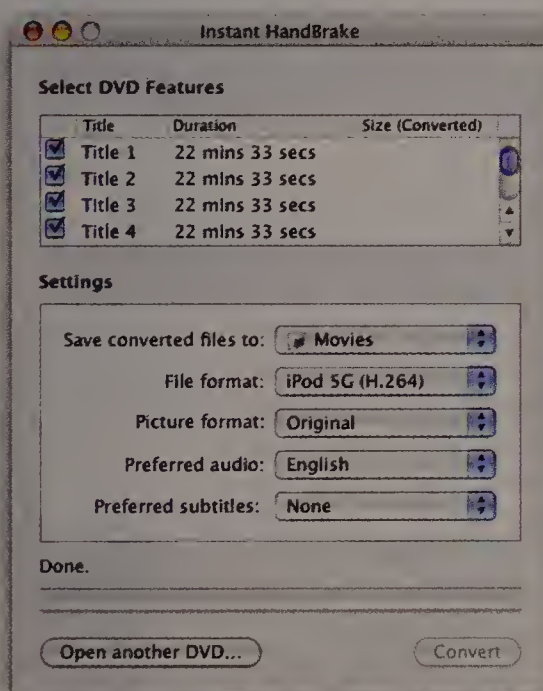 Instant HandBrake
Select DVD Features
Title Duration Size (Converted)
Title 1 22 mins 33 secs
Title 2 22 mins 33 secs
Title 3 22 mins 33 secs
Title 4 22 mins 33 secs
Settings
Save converted files to: Movies
File format: iPod 5G (H.264)
Picture format: Original
Preferred audio: English
Preferred subtitles: None
Done.
Open another DVD... Convert